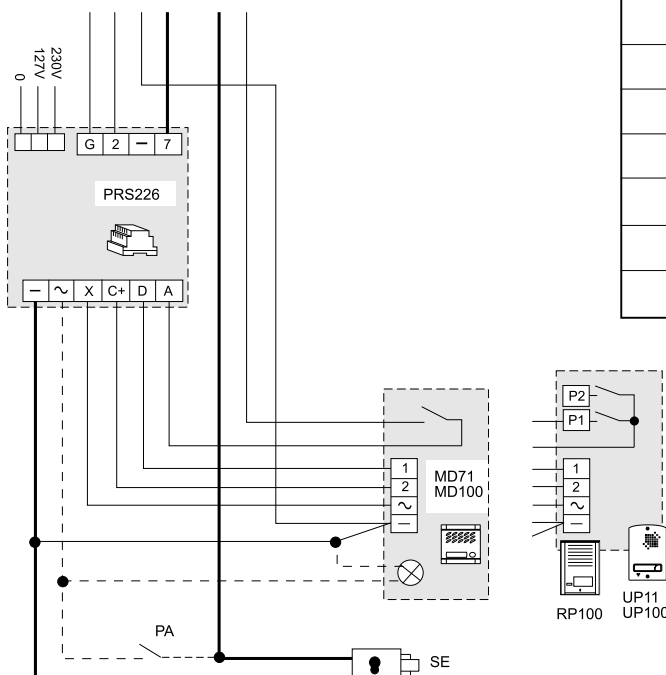 230V
127V
0
G 2 — 7
PRS226
— ~ X C+ D A
P2
P1
1
2
~
—
MD71
MD100
1
2
~
—
RP100
UP11
UP100
PA
SE